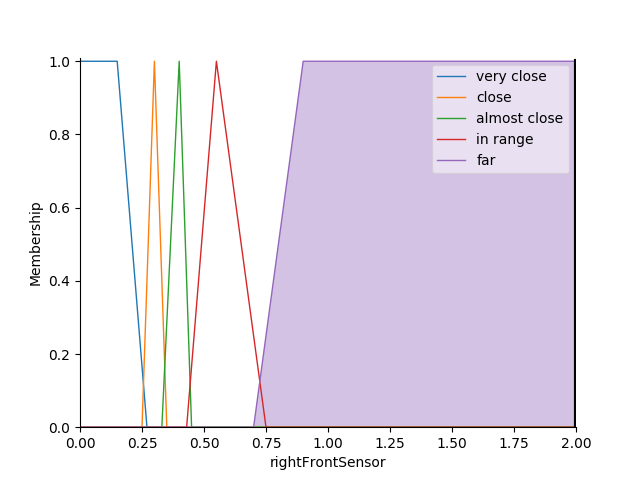 1.0
0.8
0.6
0.4
0.2
0.0
Membership
very close
close
almost close
in range
far
0.00 0.25 0.50 0.75 1.00 1.25 1.50 1.75 2.00
rightFrontSensor